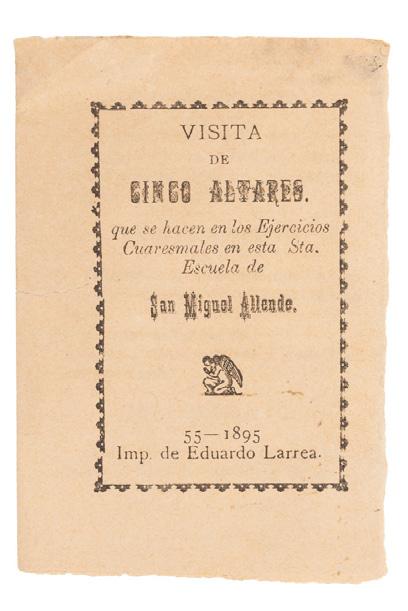 VISITA
DE
CINCO ALTARES.
que se hacen en los Ejercicios
Cuaresmales en esta Sta.
Escuela de
San Miguel Allende.
55—1895
Imp. de Eduardo Larrea.